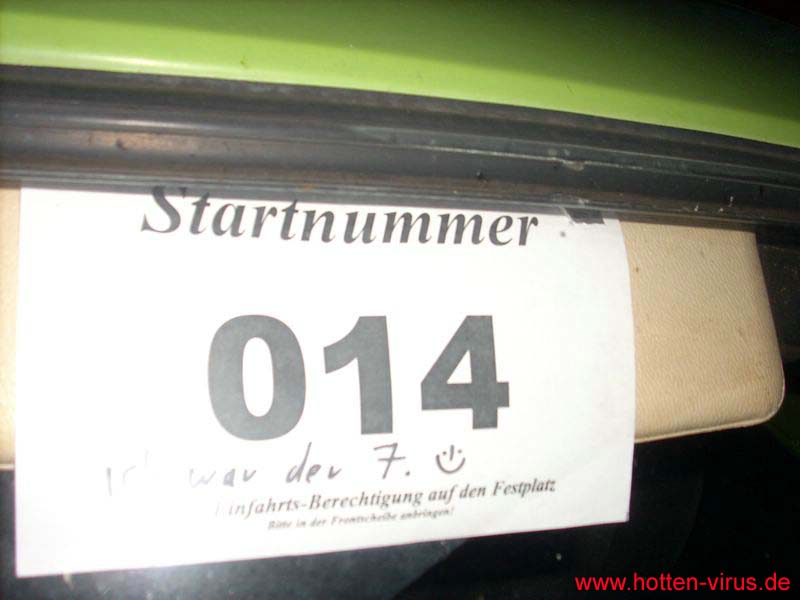 Startnummer
014
Ich war der 7.
Einfahrts-Berechtigung auf den Festplatz
Bitte in der Frontscheibe anbringen!
www.hotten-virus.de